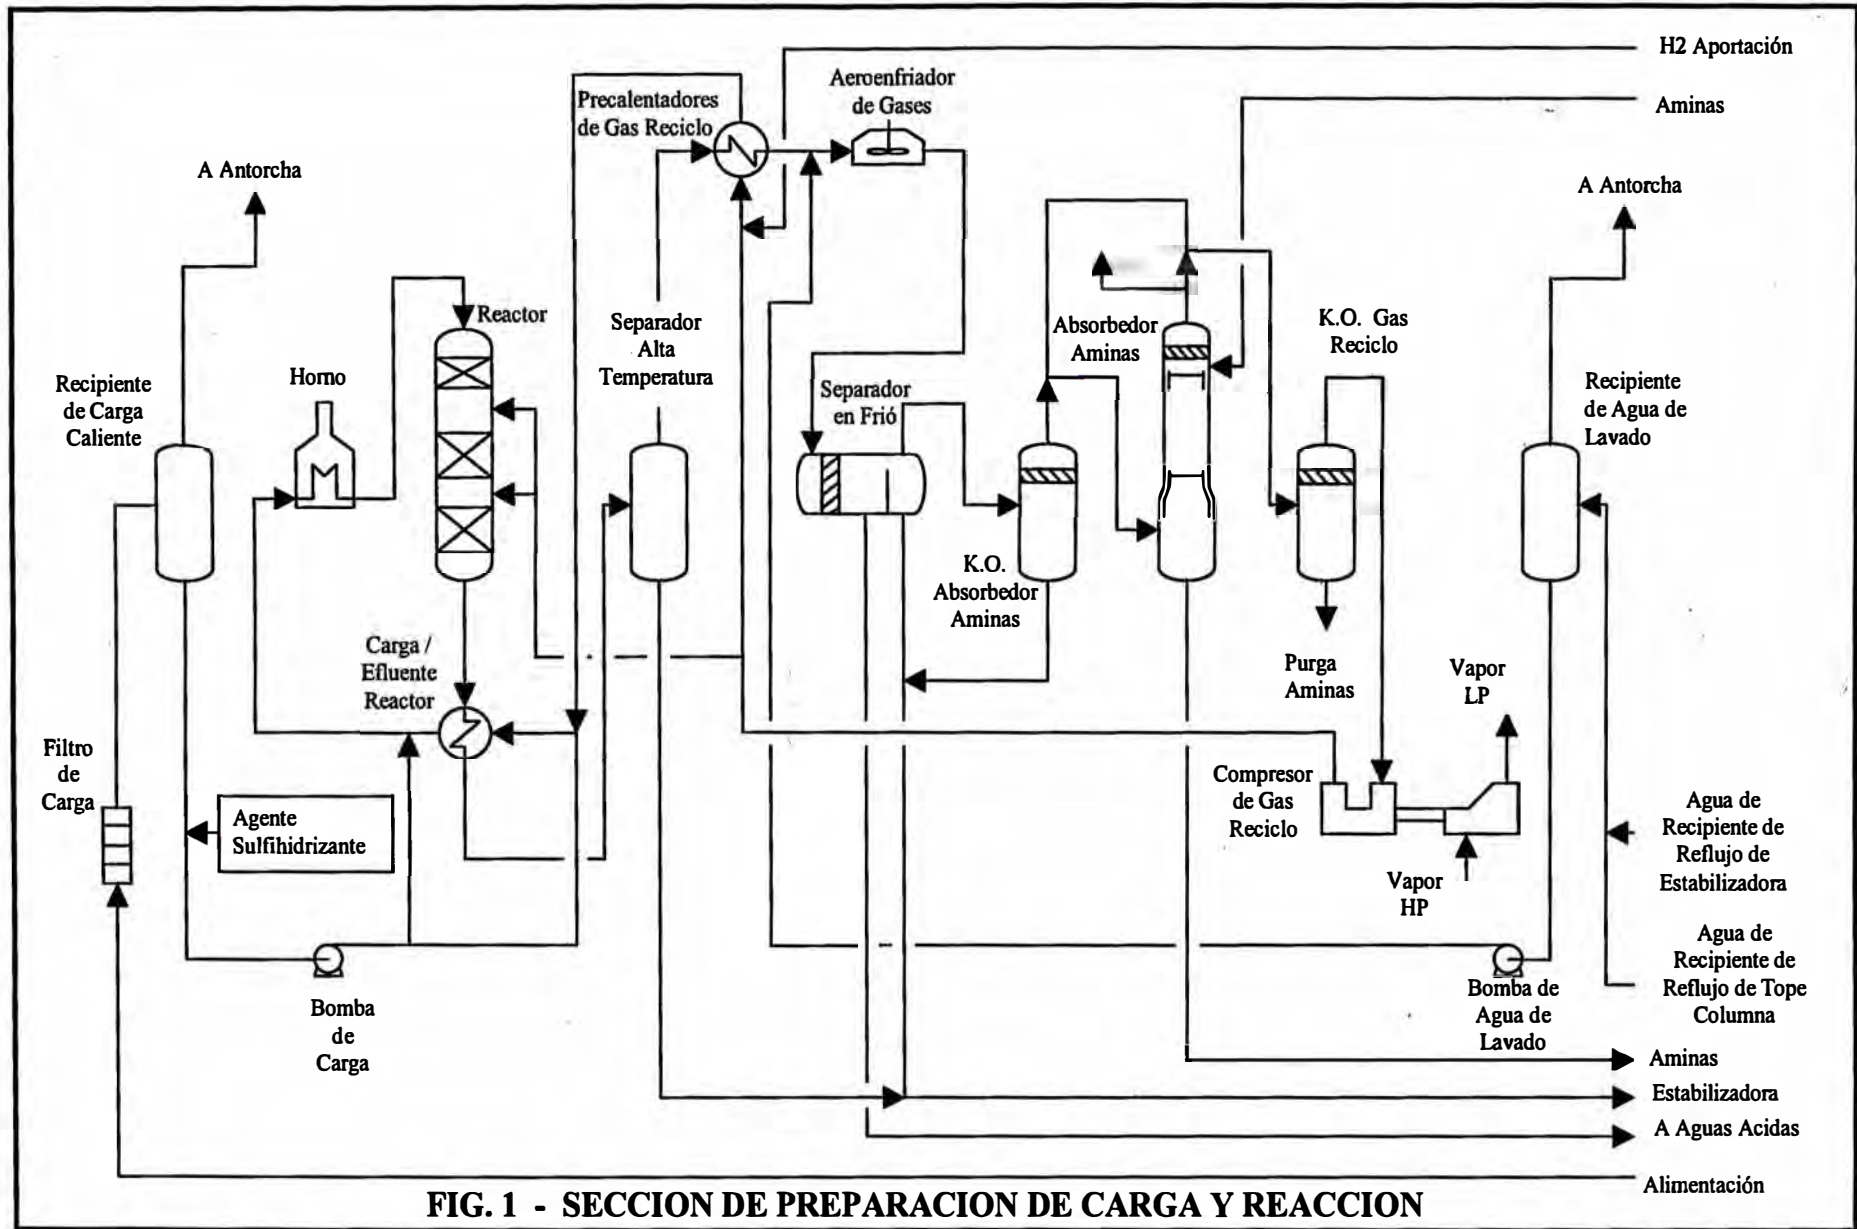 H2 Aportación
Aminas
Aeroenfriador
de Gases
Precalentadores
de Gas Reciclo
A Antorcha
A Antorcha
Reactor
Separador
Alta
Temperatura
Absorbedor
Aminas
K.O. Gas
Reciclo
Horno
Recipiente
de Carga
Caliente
Separador
en Frió
Recipiente
de Agua de
Lavado
K.O.
Absorbedor
Aminas
Carga /
Efluente
Reactor
Purga
Aminas
Vapor
LP
Filtro
de
Carga
Compresor
de Gas
Reciclo
Agente
Sulfihidrizante
Agua de
Recipiente de
Reflujo de
Estabilizadora
Vapor
HP
Agua de
Recipiente de
Reflujo de Tope
Columna
Bomba
de
Carga
Bomba de
Agua de
Lavado
Aminas
Estabilizadora
A Aguas Acidas
Alimentación
FIG. 1 - SECCION DE PREPARACION DE CARGA Y REACCION